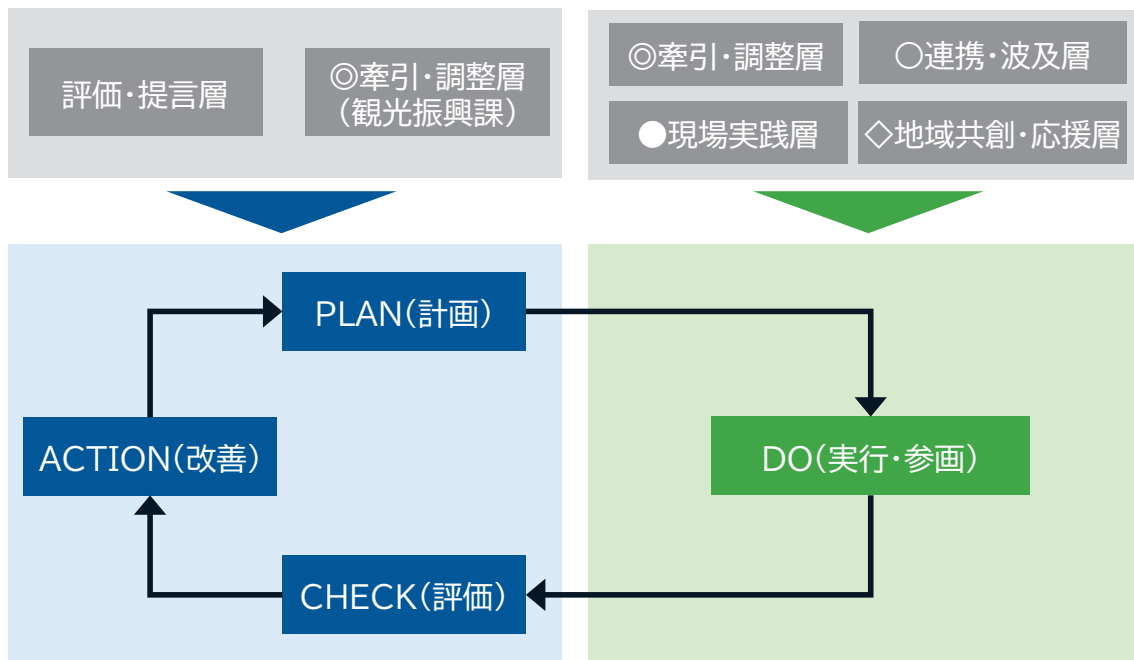 評価・提言層
◎牽引・調整層
（観光振興課）
◎牽引・調整層
〇連携・波及層
●現場実践層
◇地域共創・応援層
PLAN（計画）
ACTION（改善）
DO（実行・参画）
CHECK（評価）